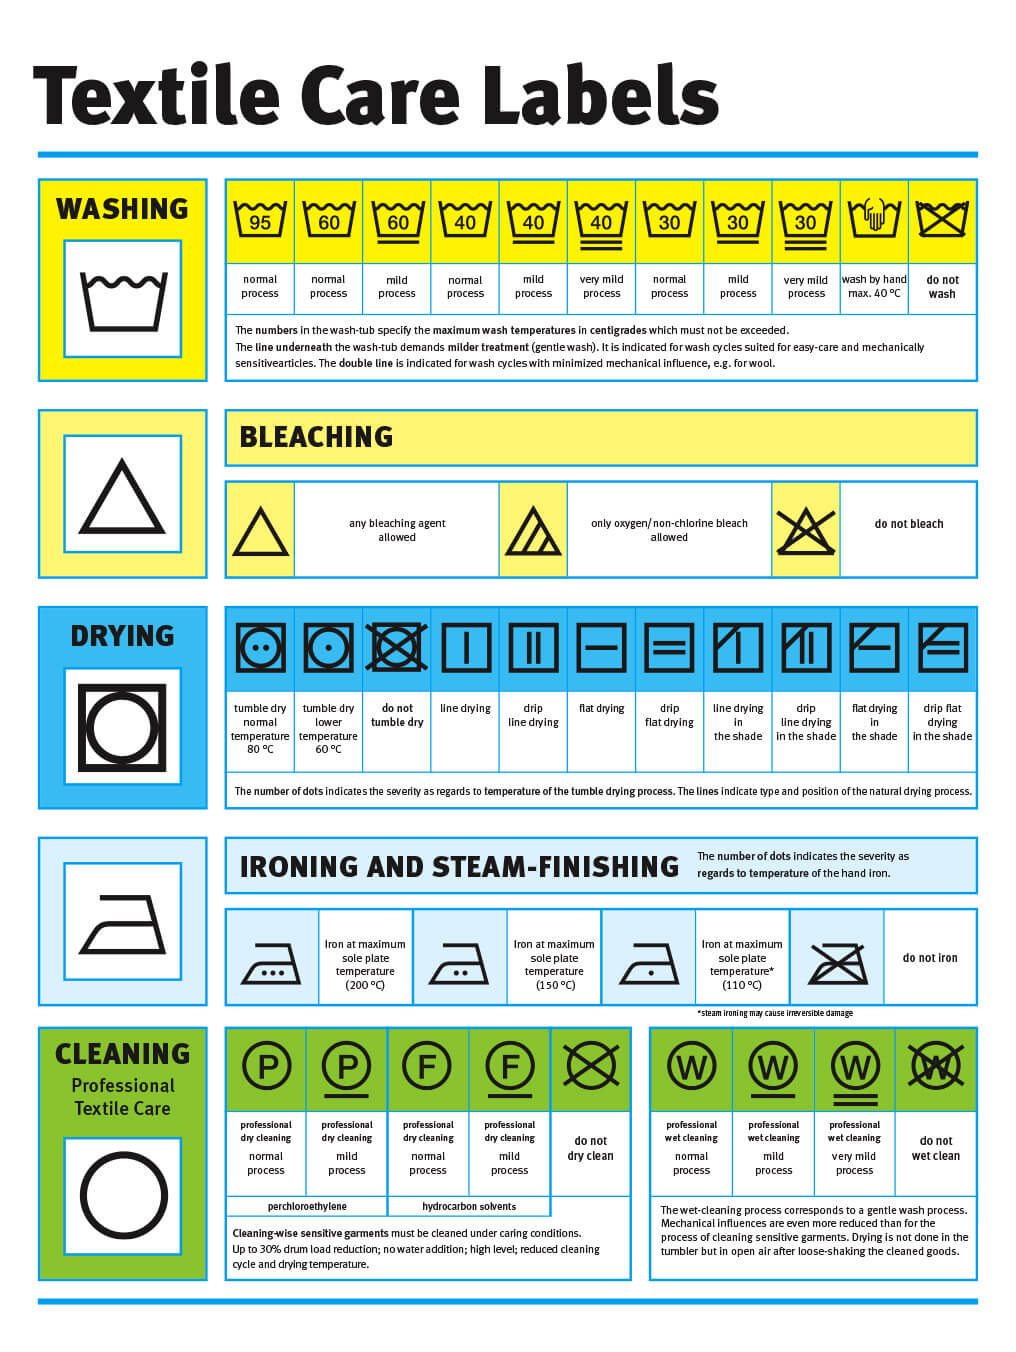 Textile Care Labels
WASHING
95
60
60
40
40
40
30
30
30
normal
process
normal
process
mild
process
normal
process
mild
process
very mild
process
normal
process
mild
process
very mild
process
wash by hand
max. 40 ºC
do not
wash
The numbers in the wash-tub specify the maximum wash temperatures in centigrades which must not be exceeded.
The line underneath the wash-tub demands milder treatment (gentle wash). It is indicated for wash cycles suited for easy-care and mechanically
sensitivearticles. The double line is indicated for wash cycles with minimized mechanical influence, e.g. for wool.
BLEACHING
any bleaching agent
allowed
only oxygen/non-chlorine bleach
allowed
do not bleach
DRYING
tumble dry
normal
temperature
80 ºC
tumble dry
lower
temperature
60 ºC
do not
tumble dry
line drying
drip
line drying
flat drying
drip
flat drying
line drying
in
the shade
drip
line drying
in the shade
flat drying
in
the shade
drip flat
drying
in the shade
The number of dots indicates the severity as regards to temperature of the tumble drying process. The lines indicate type and position of the natural drying process.
IRONING AND STEAM-FINISHING
The number of dots indicates the severity as
regards to temperature of the hand iron.
Iron at maximum
sole plate
temperature
(200 ºC)
Iron at maximum
sole plate
temperature
(150 ºC)
Iron at maximum
sole plate
temperature*
(110 ºC)
do not iron
*steam ironing may cause irreversible damage
CLEANING
Professional
Textile Care
P
P
F
F
W
W
W
W
professional
dry cleaning
normal
process
professional
dry cleaning
mild
process
professional
dry cleaning
normal
process
professional
dry cleaning
mild
process
do not
dry clean
perchloroethylene
hydrocarbon solvents
Cleaning-wise sensitive garments must be cleaned under caring conditions.
Up to 30% drum load reduction; no water addition; high level; reduced cleaning
cycle and drying temperature.
professional
wet cleaning
normal
process
professional
wet cleaning
mild
process
professional
wet cleaning
very mild
process
do not
wet clean
The wet-cleaning process corresponds to a gentle wash process.
Mechanical influences are even more reduced than for the
process of cleaning sensitive garments. Drying is not done in the
tumbler but in open air after loose-shaking the cleaned goods.